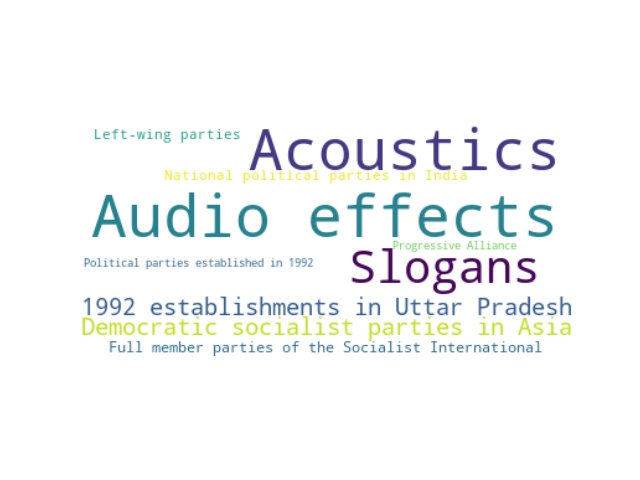 Left-wing parties
Acoustics
National political parties in India
Audio effects
Progressive Alliance
Political parties established in 1992
Slogans
1992 establishments in Uttar Pradesh
Democratic socialist parties in Asia
Full member parties of the Socialist International